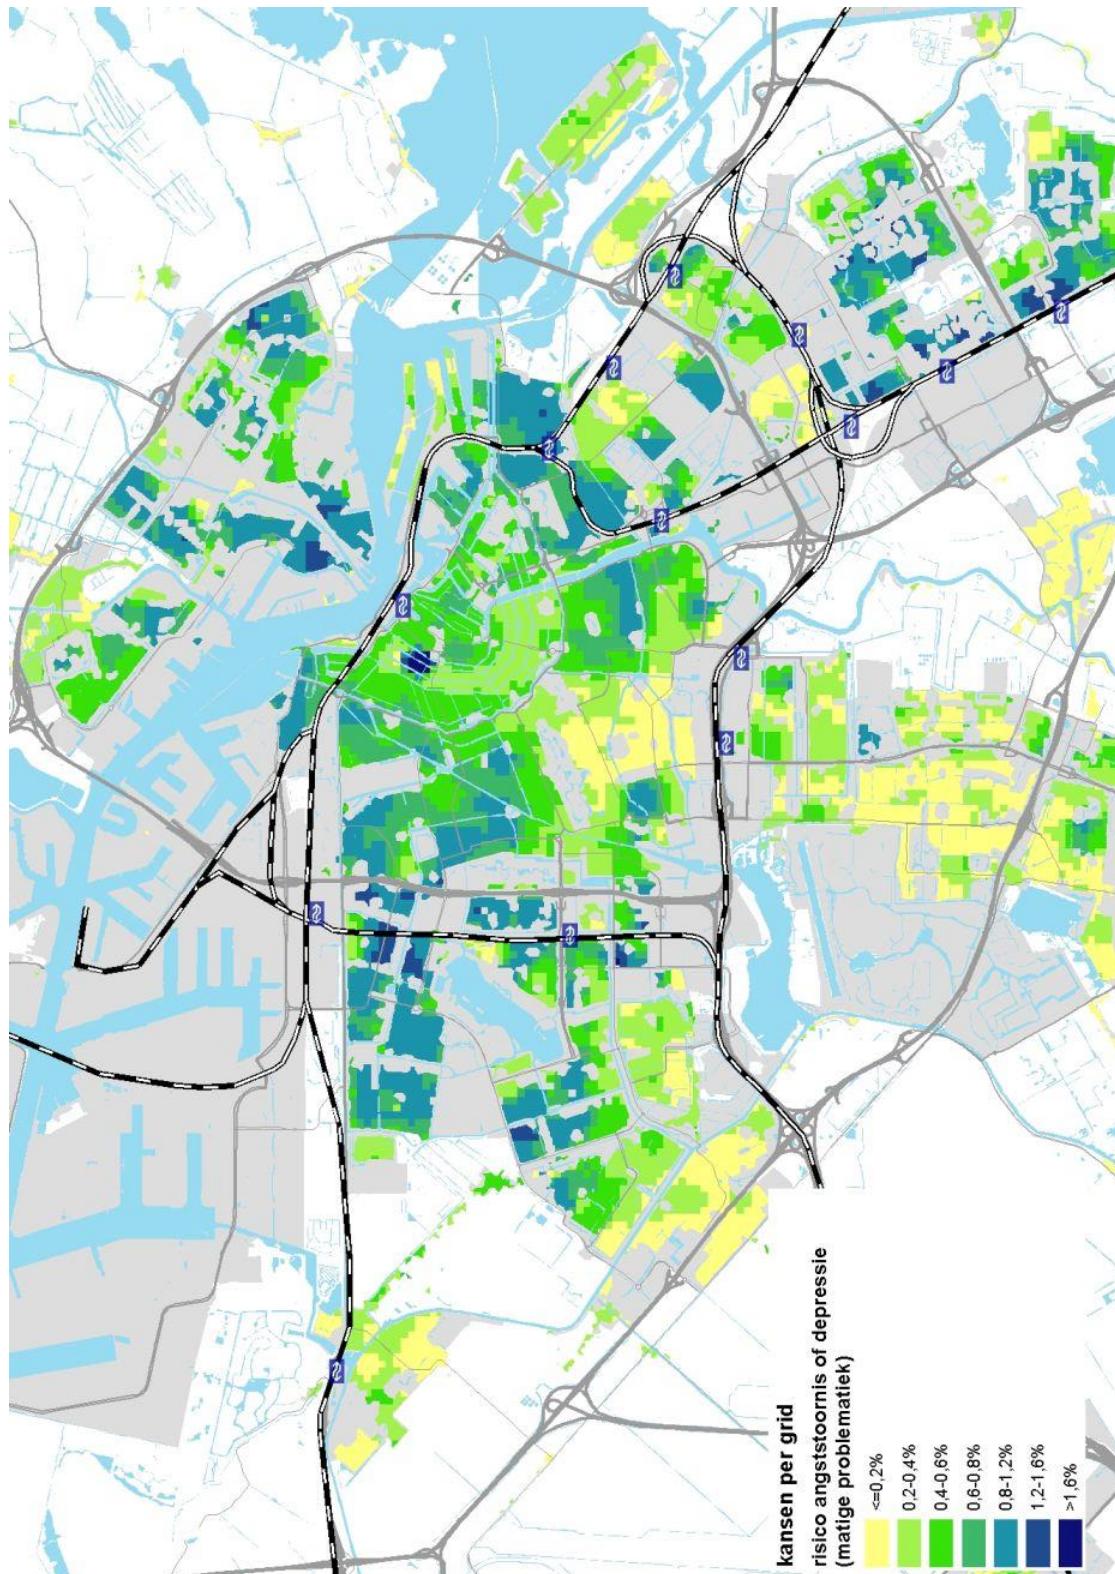 kansen per grid
risico angststoornis of depressie
(matige problematiek)
<=0,2%
0,2-0,4%
0,4-0,6%
0,6-0,8%
0,8-1,2%
1,2-1,6%
>1,6%